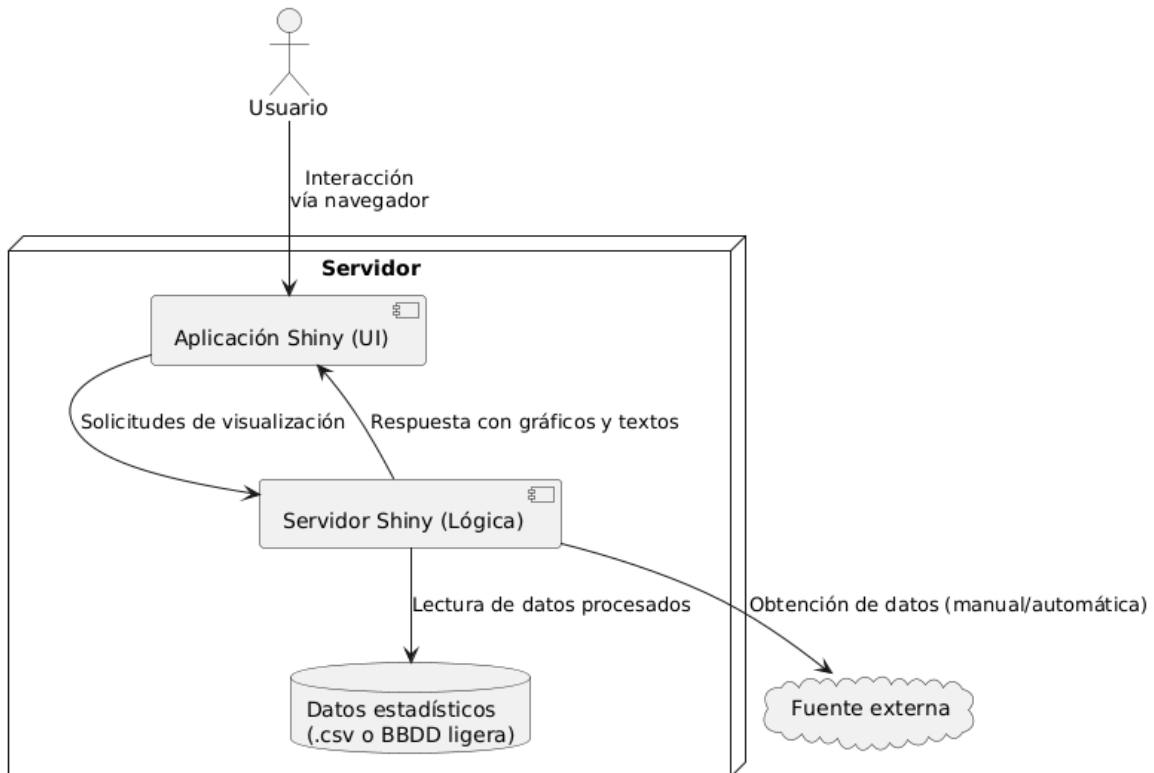 Usuario
Interacción
vía navegador
Servidor
Aplicación Shiny (UI)
Solicitudes de visualización
Respuesta con gráficos y textos
Servidor Shiny (Lógica)
Lectura de datos procesados
Obtención de datos (manual/automática)
Datos estadísticos
(.csv o BBDD ligera)
Fuente externa